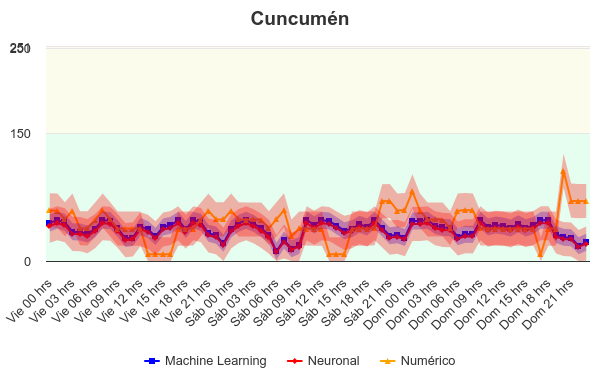 Cuncumén
250
150
0
Vie 00 hrs
Vie 03 hrs
Vie 06 hrs
Vie 09 hrs
Vie 12 hrs
Vie 15 hrs
Vie 18 hrs
Vie 21 hrs
Sáb 00 hrs
Sáb 03 hrs
Sáb 06 hrs
Sáb 09 hrs
Sáb 12 hrs
Sáb 15 hrs
Sáb 18 hrs
Sáb 21 hrs
Dom 00 hrs
Dom 03 hrs
Dom 06 hrs
Dom 09 hrs
Dom 12 hrs
Dom 15 hrs
Dom 18 hrs
Dom 21 hrs
Machine Learning Neuronal Numérico